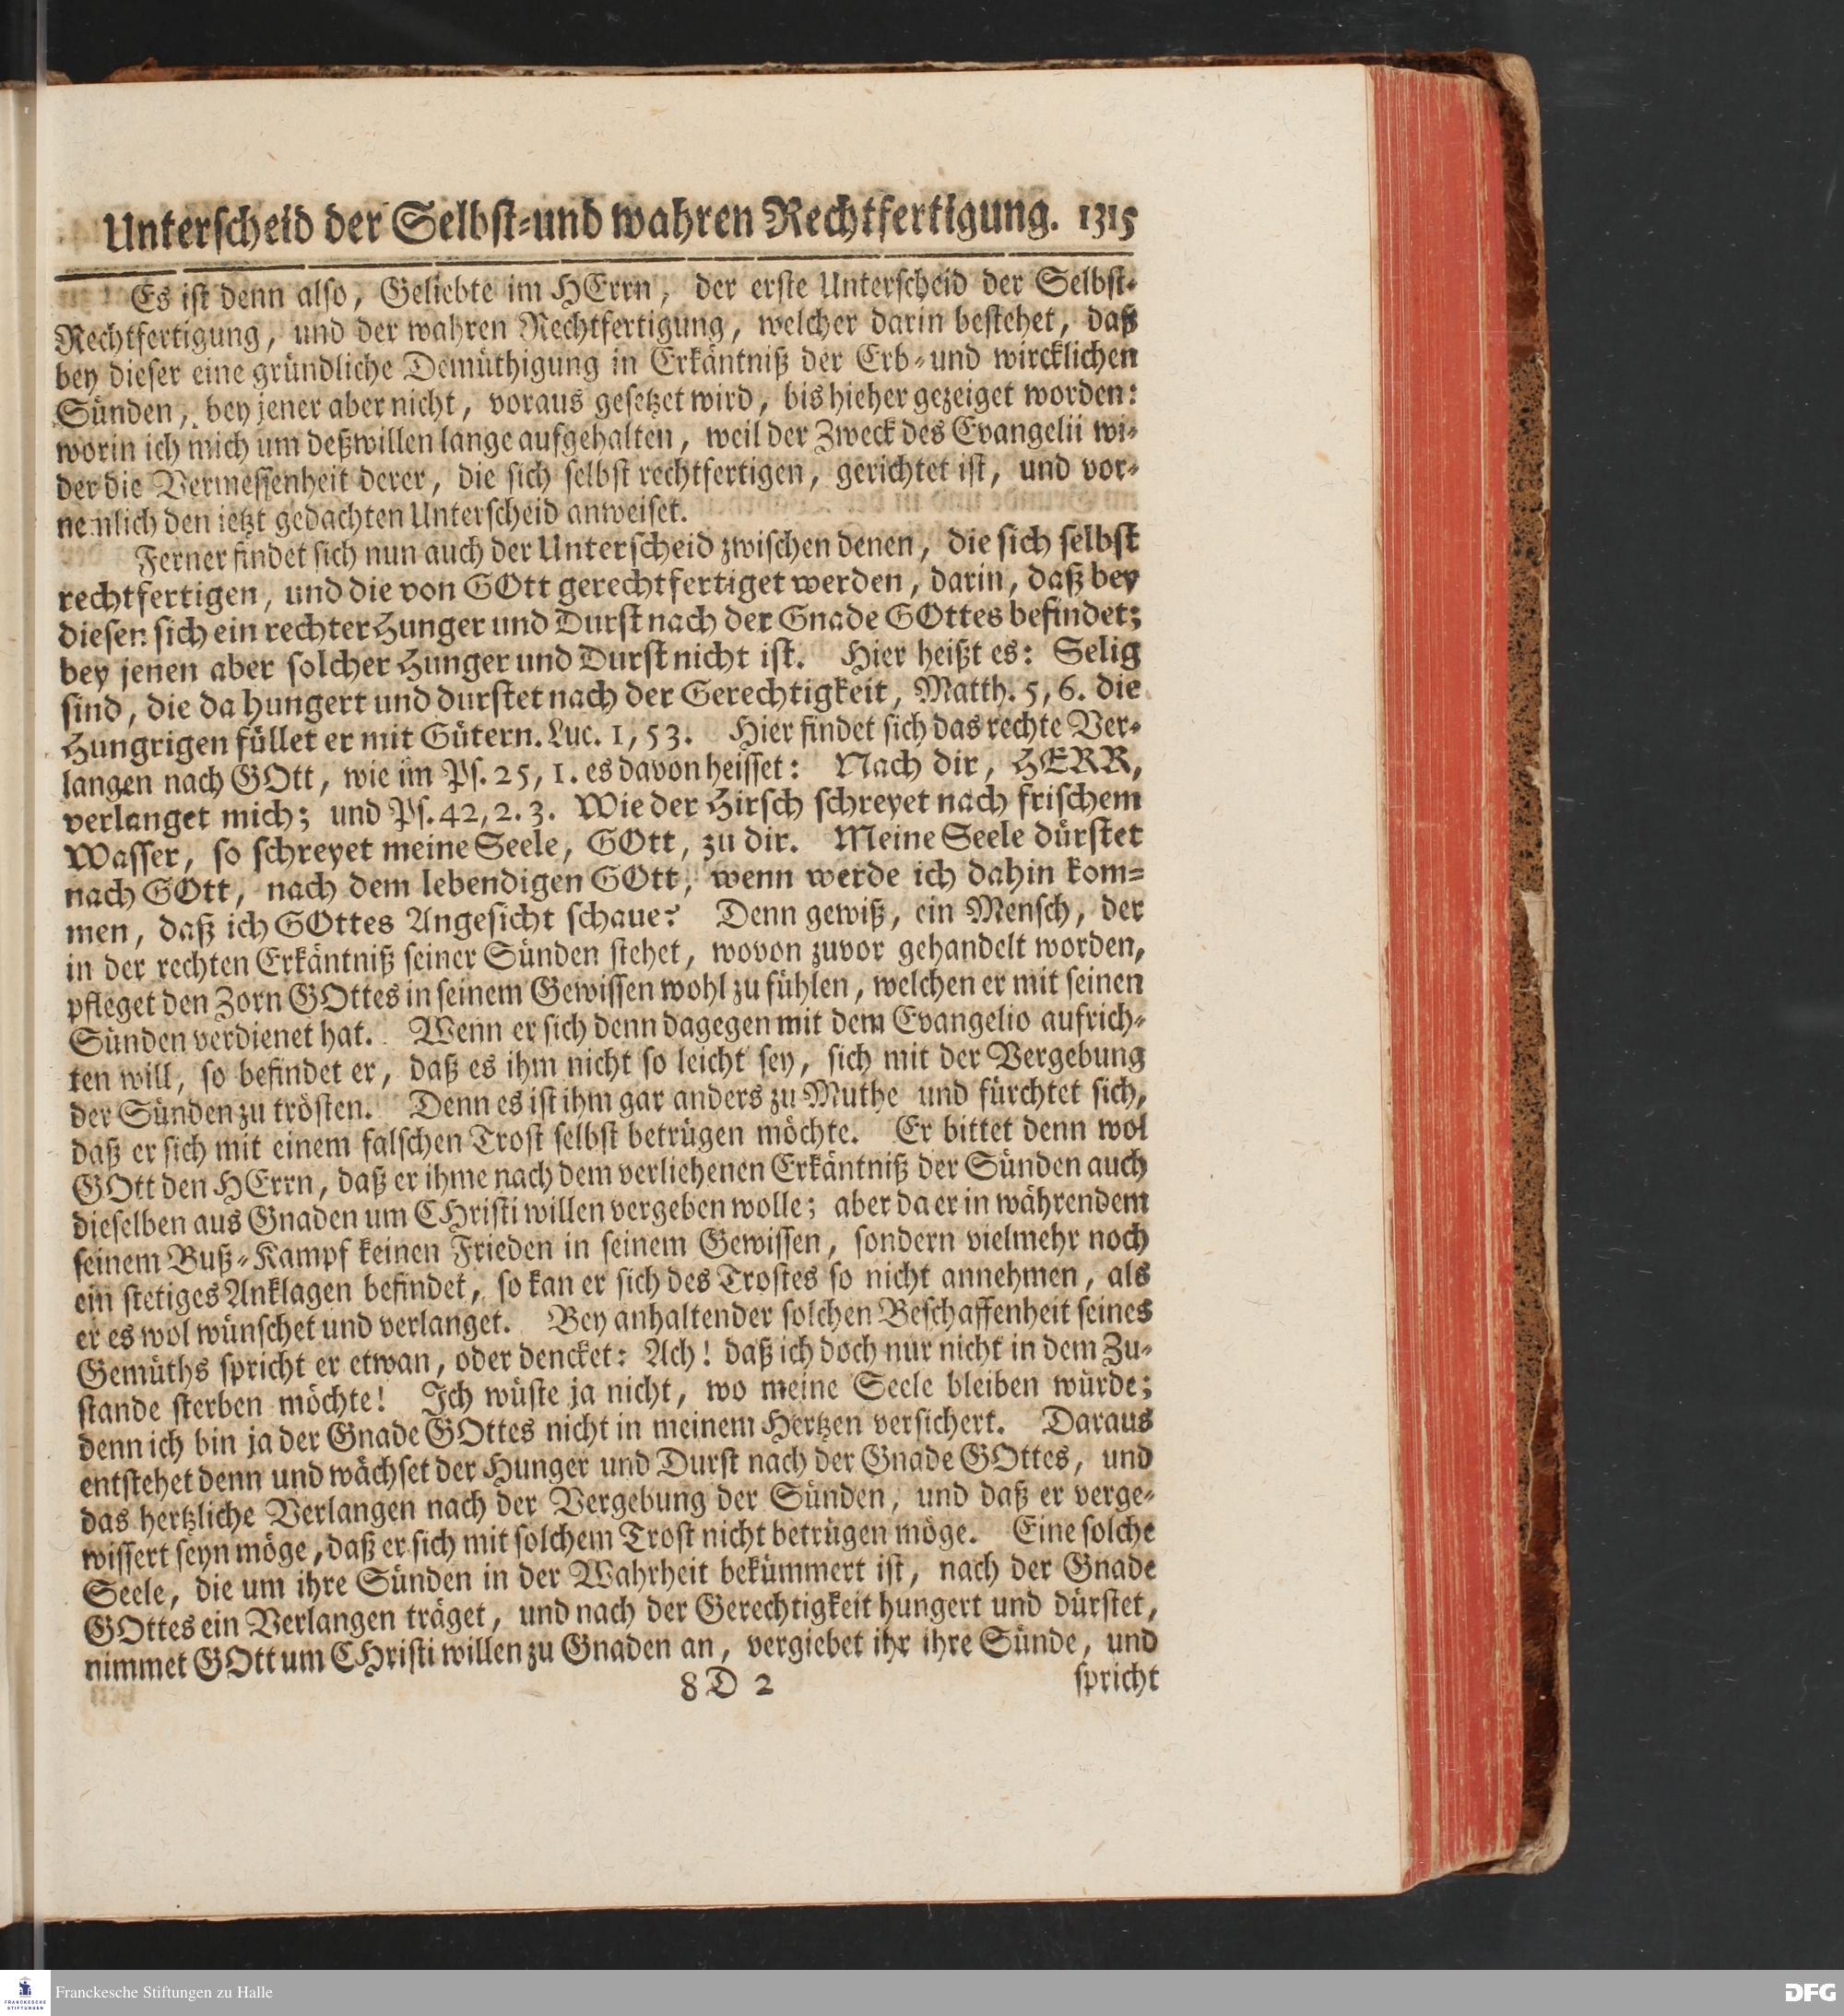 Unterscheid der Selbst-und wahren Rechtfertigung. 1315
Es ist denn also, Geliebte im HErrn, der erste Unterscheid der Selbst-
Rechtfertigung, und der wahren Rechtfertigung, welcher darin bestehet, daß
bey dieser eine gründliche Demüthigung in Erkäntniß der Erb-und wircklichen
Sünden, bey jener aber nicht, voraus gesetzet wird, bis hieher gezeiget worden:
worin ich mich um deßwillen lange aufgehalten, weil der Zweck des Evangelii wi-
der die Vermessenheit derer, die sich selbst rechtfertigen, gerichtet ist, und vor-
nemlich den ietzt gedachten Unterscheid anweiset.
Ferner findet sich nun auch der Unterscheid zwischen denen, die sich selbst
rechtfertigen, und die von GOtt gerechtfertiget werden, darin, daß bey
diesen sich ein rechter Hunger und Durst nach der Gnade GOttes befindet;
bey jenen aber solcher Hunger und Durst nicht ist. Hier heißt es: Selig
sind, die da hungert und durstet nach der Gerechtigkeit, Matth. 5, 6. die
Hungrigen füllet er mit Gütern. Luc. 1, 53. Hier findet sich das rechte Ver-
langen nach GOtt, wie im Ps. 25, 1. es davon heisset: Nach dir, HERR,
verlanget mich; und Ps. 42, 2. 3. Wie der Hirsch schreyet nach frischem
Wasser, so schreyet meine Seele, GOtt, zu dir. Meine Seele dürstet
nach GOtt, nach dem lebendigen GOtt, wenn werde ich dahin kom-
men, daß ich GOttes Angesicht schaue? Denn gewiß, ein Mensch, der
in der rechten Erkäntniß seiner Sünden stehet, wovon zuvor gehandelt worden,
pfleget den Zorn GOttes in seinem Gewissen wohl zu fühlen, welchen er mit seinen
Sünden verdienet hat. Wenn er sich denn dagegen mit dem Evangelio aufrich-
ten will, so befindet er, daß es ihm nicht so leicht sey, sich mit der Vergebung
der Sünden zu trösten. Denn es ist ihm gar anders zu Muthe und fürchtet sich,
daß er sich mit einem falschen Trost selbst betrügen möchte. Er bittet denn wol
GOtt den HErrn, daß er ihme nach dem verliehenen Erkäntniß der Sünden auch
dieselben aus Gnaden um CHristi willen vergeben wolle; aber da er in währendem
seinem Buß-Kampf keinen Frieden in seinem Gewissen, sondern vielmehr noch
ein stetiges Anklagen befindet, so kan er sich des Trostes so nicht annehmen, als
er es wol wünschet und verlanget. Bey anhaltender solchen Beschaffenheit seines
Gemüths spricht er etwan, oder dencket: Ach! daß ich doch nur nicht in dem Zu-
stande sterben möchte! Ich wüste ja nicht, wo meine Seele bleiben würde;
denn ich bin ja der Gnade GOttes nicht in meinem Hertzen versichert. Daraus
entstehet denn und wächset der Hunger und Durst nach der Gnade GOttes, und
das hertzliche Verlangen nach der Vergebung der Sünden, und daß er verge-
wissert seyn möge, daß er sich mit solchem Trost nicht betrügen möge. Eine solche
Seele, die um ihre Sünden in der Wahrheit bekümmert ist, nach der Gnade
GOttes ein Verlangen träget, und nach der Gerechtigkeit hungert und dürstet,
nimmet GOtt um CHristi willen zu Gnaden an, vergiebet ihr ihre Sünde, und
8 D 2 spricht
FRANCKESCHE STIFTUNGEN
Franckesche Stiftungen zu Halle
DFG